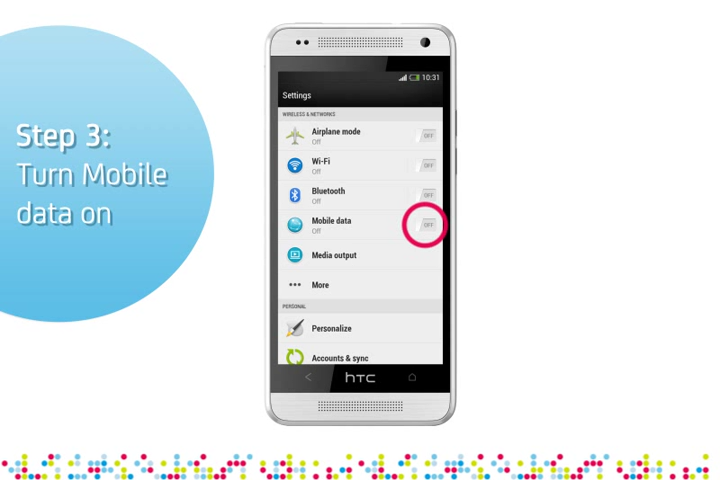 Step 3:
Turn Mobile
data on
10:31
Settings
WIRELESS & NETWORKS
Airplane mode
Off
OFF
Wi-Fi
Off
Bluetooth
Off
OFF
Mobile data
Off
OFF
Media output
More
PERSONAL
Personalize
Accounts & sync
hTC